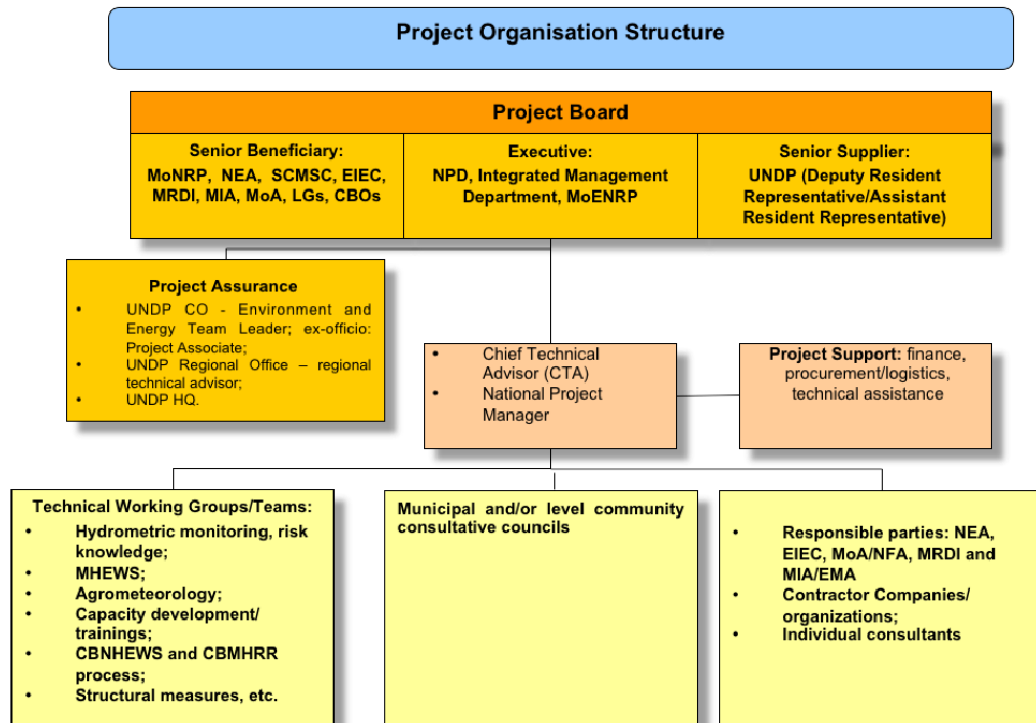 Project Organisation Structure
Project Board
Senior Beneficiary:
MoNRP, NEA, SCMSC, EIEC,
MRDI, MIA, MoA, LGs, CBOs
Executive:
NPD, Integrated Management
Department, MoENRP
Senior Supplier:
UNDP (Deputy Resident
Representative/Assistant
Resident Representative)
Project Assurance
• UNDP CO - Environment and
Energy Team Leader; ex-officio:
Project Associate;
• UNDP Regional Office – regional
technical advisor;
• UNDP HQ.
• Chief Technical
Advisor (CTA)
• National Project
Manager
Project Support: finance,
procurement/logistics,
technical assistance
Technical Working Groups/Teams:
• Hydrometric monitoring, risk
knowledge;
• MHEWS;
• Agrometeorology;
• Capacity development/
trainings;
• CBNHEWS and CBMHRR
process;
• Structural measures, etc.
Municipal and/or level community
consultative councils
• Responsible parties: NEA,
EIEC, MoA/NFA, MRDI and
MIA/EMA
• Contractor Companies/
organizations;
• Individual consultants